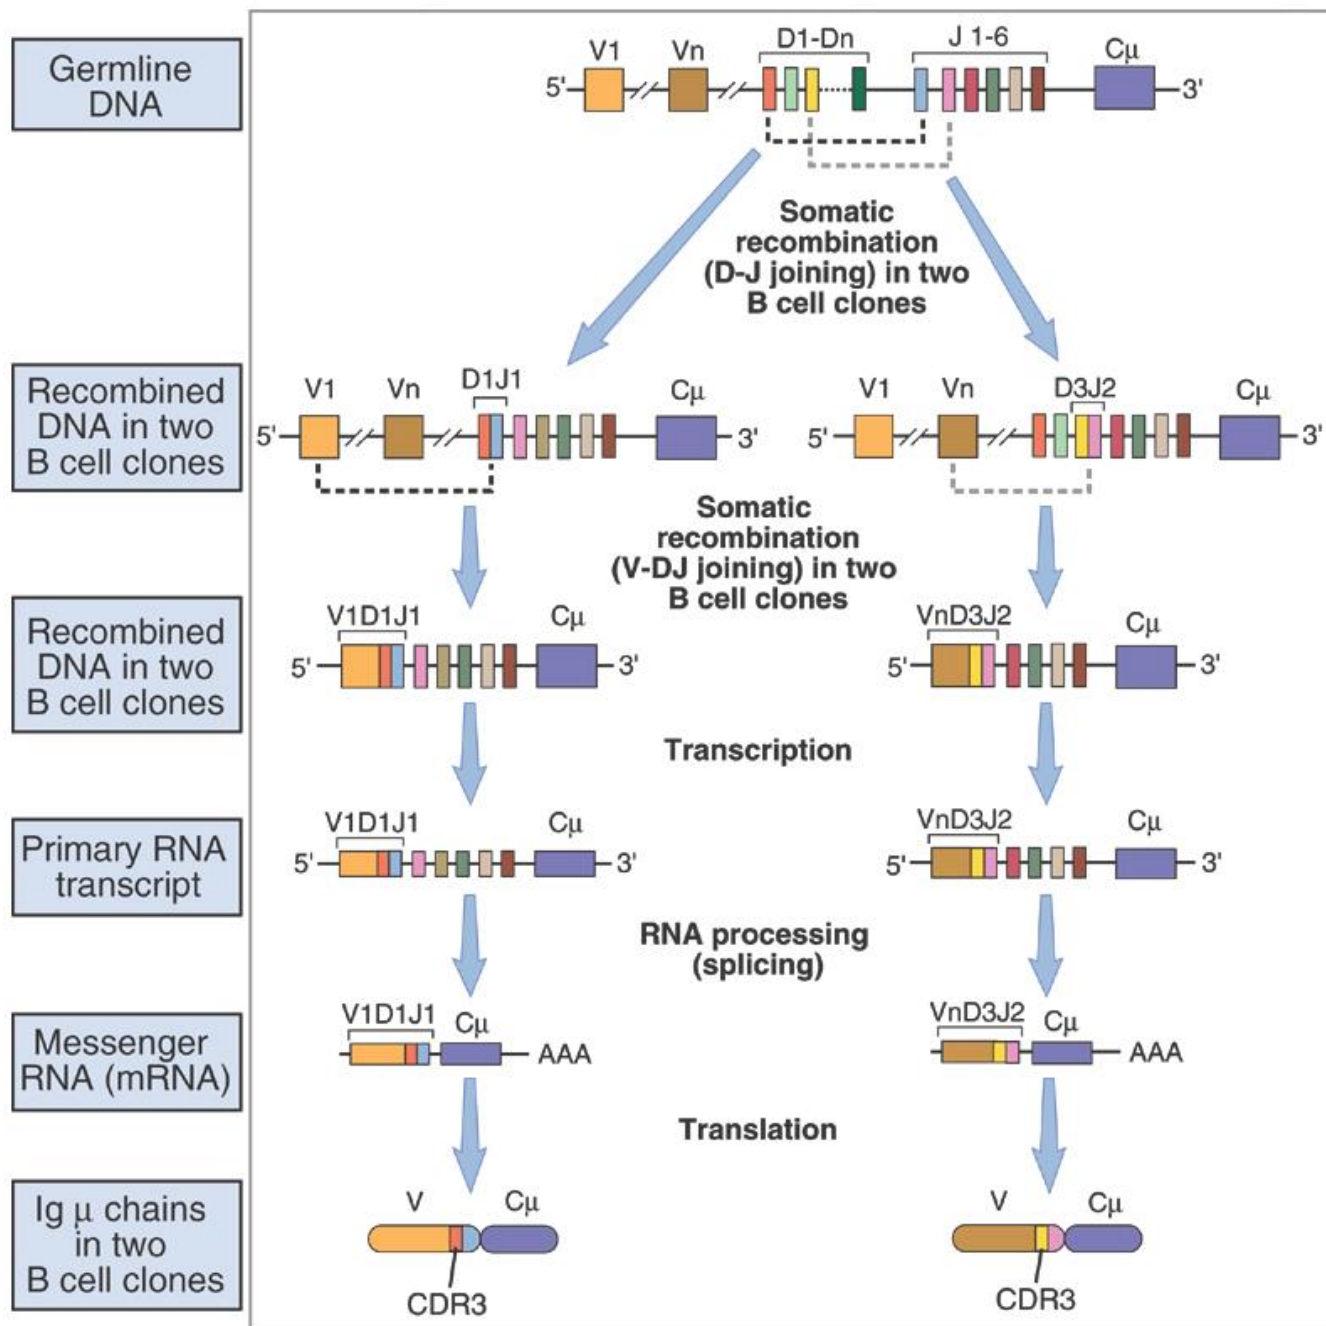 Germline
DNA
V1
Vn
D1-Dn
J 1-6
Cμ
5'
3'
Somatic
recombination
(D-J joining) in two
B cell clones
Recombined
DNA in two
B cell clones
V1
Vn
D1J1
Cμ
5'
3'
V1
Vn
D3J2
Cμ
5'
3'
Somatic
recombination
(V-DJ joining) in two
B cell clones
Recombined
DNA in two
B cell clones
V1D1J1
Cμ
5'
3'
VnD3J2
Cμ
5'
3'
Transcription
Primary RNA
transcript
V1D1J1
Cμ
5'
3'
VnD3J2
Cμ
5'
3'
RNA processing
(splicing)
Messenger
RNA (mRNA)
V1D1J1
Cμ
AAA
VnD3J2
Cμ
AAA
Translation
Ig μ chains
in two
B cell clones
V
Cμ
CDR3
V
Cμ
CDR3